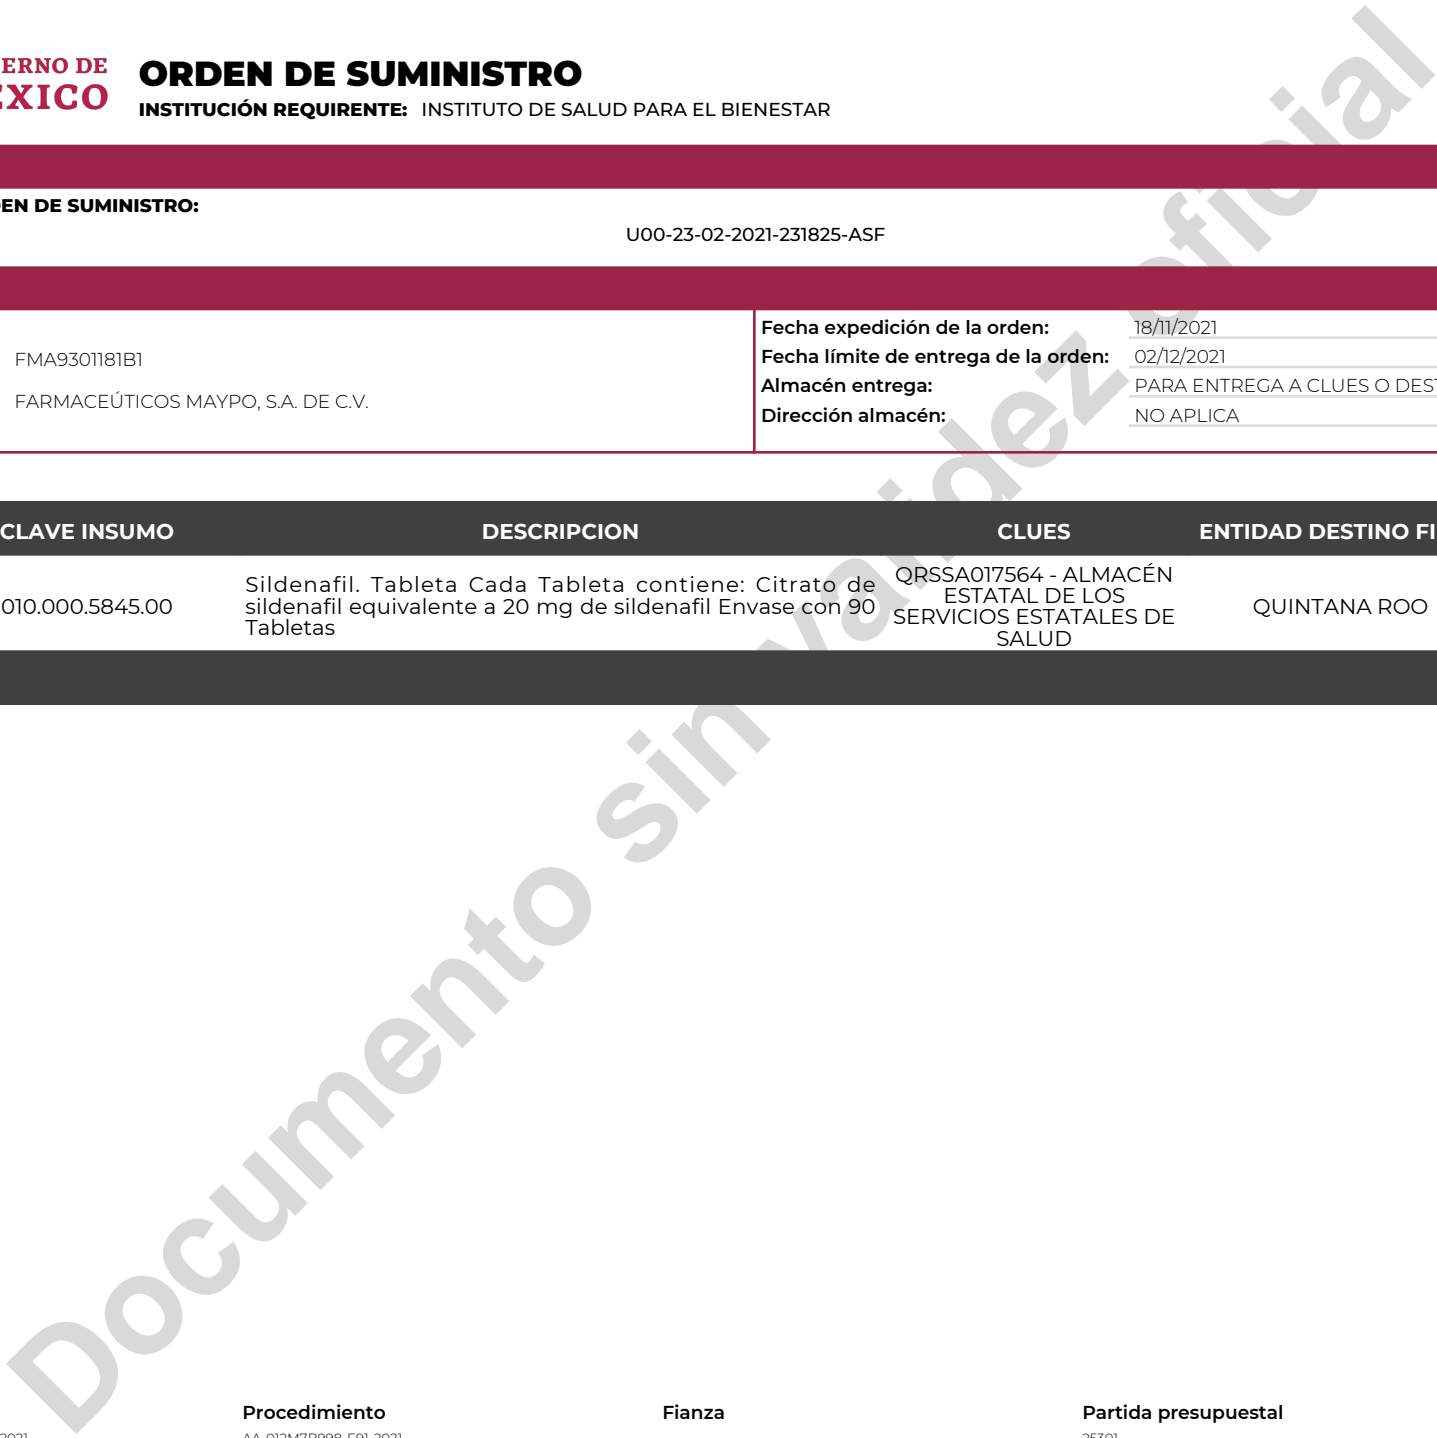 ERNO DE
ÉXICO
ORDEN DE SUMINISTRO
INSTITUCIÓN REQUIRENTE: INSTITUTO DE SALUD PARA EL BIENESTAR
EN DE SUMINISTRO:
U00-23-02-2021-231825-ASF
FMA9301181B1
FARMACEÚTICOS MAYPO, S.A. DE C.V.
Fecha expedición de la orden: 18/11/2021
Fecha límite de entrega de la orden: 02/12/2021
Almacén entrega: PARA ENTREGA A CLUES O DEST
Dirección almacén: NO APLICA
CLAVE INSUMO DESCRIPCION CLUES ENTIDAD DESTINO FI
010.000.5845.00
Sildenafil. Tableta Cada Tableta contiene: Citrato de
sildenafil equivalente a 20 mg de sildenafil Envase con 90
Tabletas
QRSSA017564 - ALMACÉN
ESTATAL DE LOS
SERVICIOS ESTATALES DE
SALUD
QUINTANA ROO
Documento sin validez oficial
Procedimiento Fianza Partida presupuestal